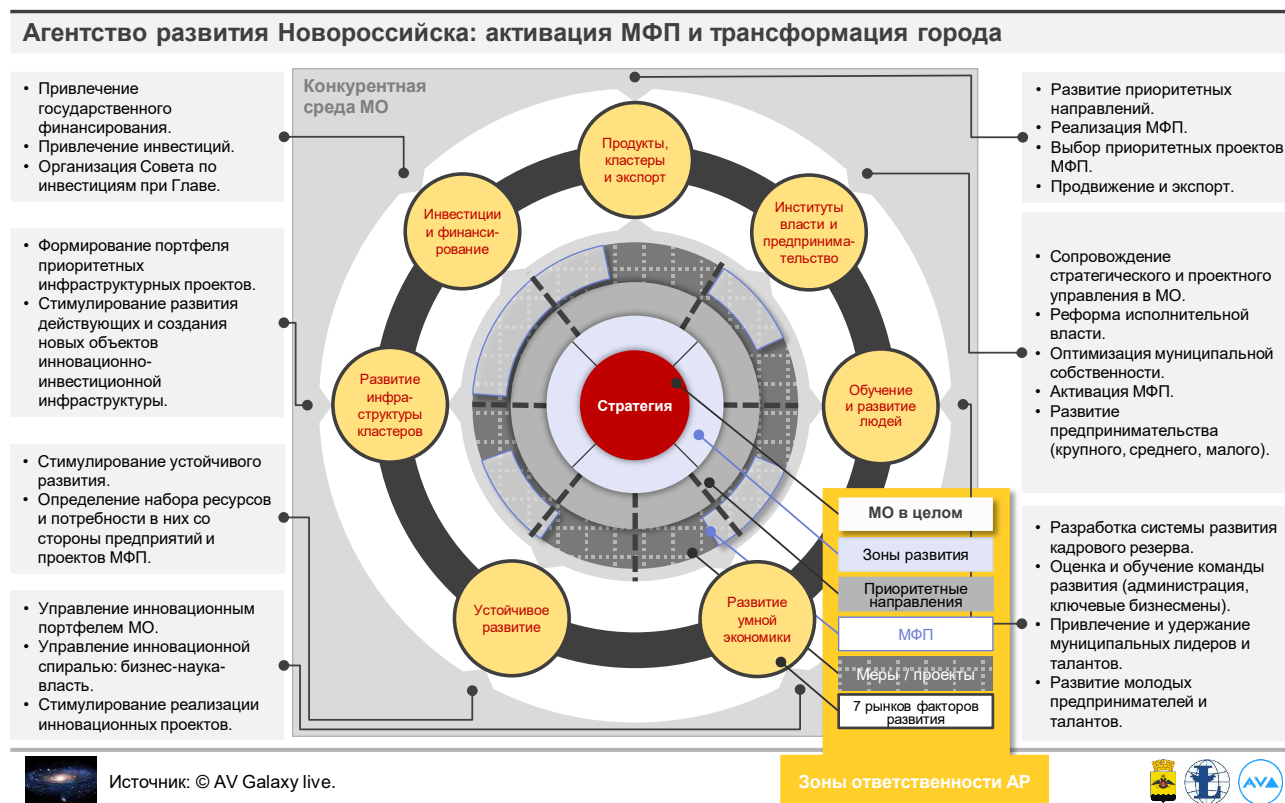 Агентство развития Новороссийска: активация МФП и трансформация города
• Привлечение
государственного
финансирования.
• Привлечение инвестиций.
• Организация Совета по
инвестициям при Главе.
• Формирование портфеля
приоритетных
инфраструктурных проектов.
• Стимулирование развития
действующих и создания
новых объектов
инновационно-
инвестиционной
инфраструктуры.
• Стимулирование устойчивого
развития.
• Определение набора ресурсов
и потребности в них со
стороны предприятий и
проектов МФП.
• Управление инновационным
портфелем МО.
• Управление инновационной
спиралью: бизнес-наука-
власть.
• Стимулирование реализации
инновационных проектов.
Конкурентная
среда МО
Продукты,
кластеры
и экспорт
Инвестиции
и финанси-
рование
Институты
власти и
предпринима-
тельство
Развитие
инфра-
структуры
кластеров
Стратегия
Обучение
и развитие
людей
Устойчивое
развитие
Развитие
умной
экономики
МО в целом
Зоны развития
Приоритетные
направления
МФП
Меры / проекты
7 рынков факторов
развития
Зоны ответственности АР
• Развитие приоритетных
направлений.
• Реализация МФП.
• Выбор приоритетных проектов
МФП.
• Продвижение и экспорт.
• Сопровождение
стратегического и проектного
управления в МО.
• Реформа исполнительной
власти.
• Оптимизация муниципальной
собственности.
• Активация МФП.
• Развитие
предпринимательства
(крупного, среднего, малого).
• Разработка системы развития
кадрового резерва.
• Оценка и обучение команды
развития (администрация,
ключевые бизнесмены).
• Привлечение и удержание
муниципальных лидеров и
талантов.
• Развитие молодых
предпринимателей и
талантов.
Источник: © AV Galaxy live.
AVA